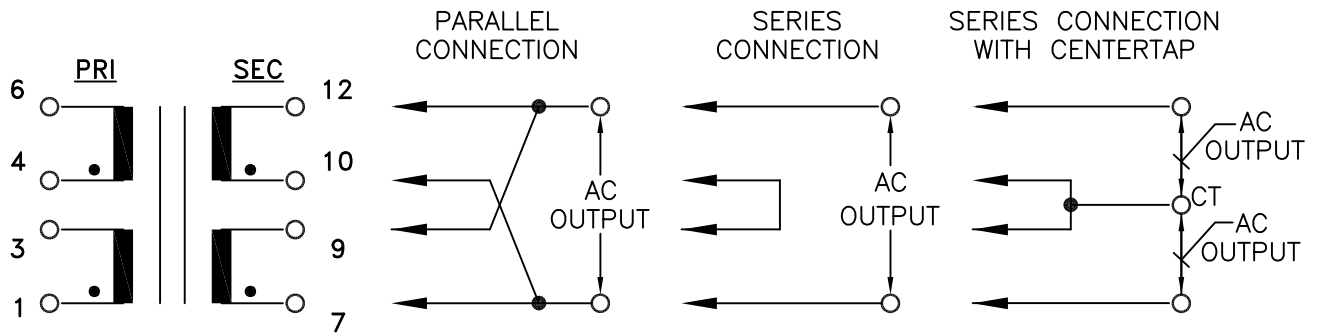 PARALLEL
CONNECTION
SERIES
CONNECTION
SERIES CONNECTION
WITH CENTERTAP
PRI
SEC
6
12
4
10
3
9
1
7
AC
OUTPUT
AC
OUTPUT
AC
OUTPUT
CT
AC
OUTPUT